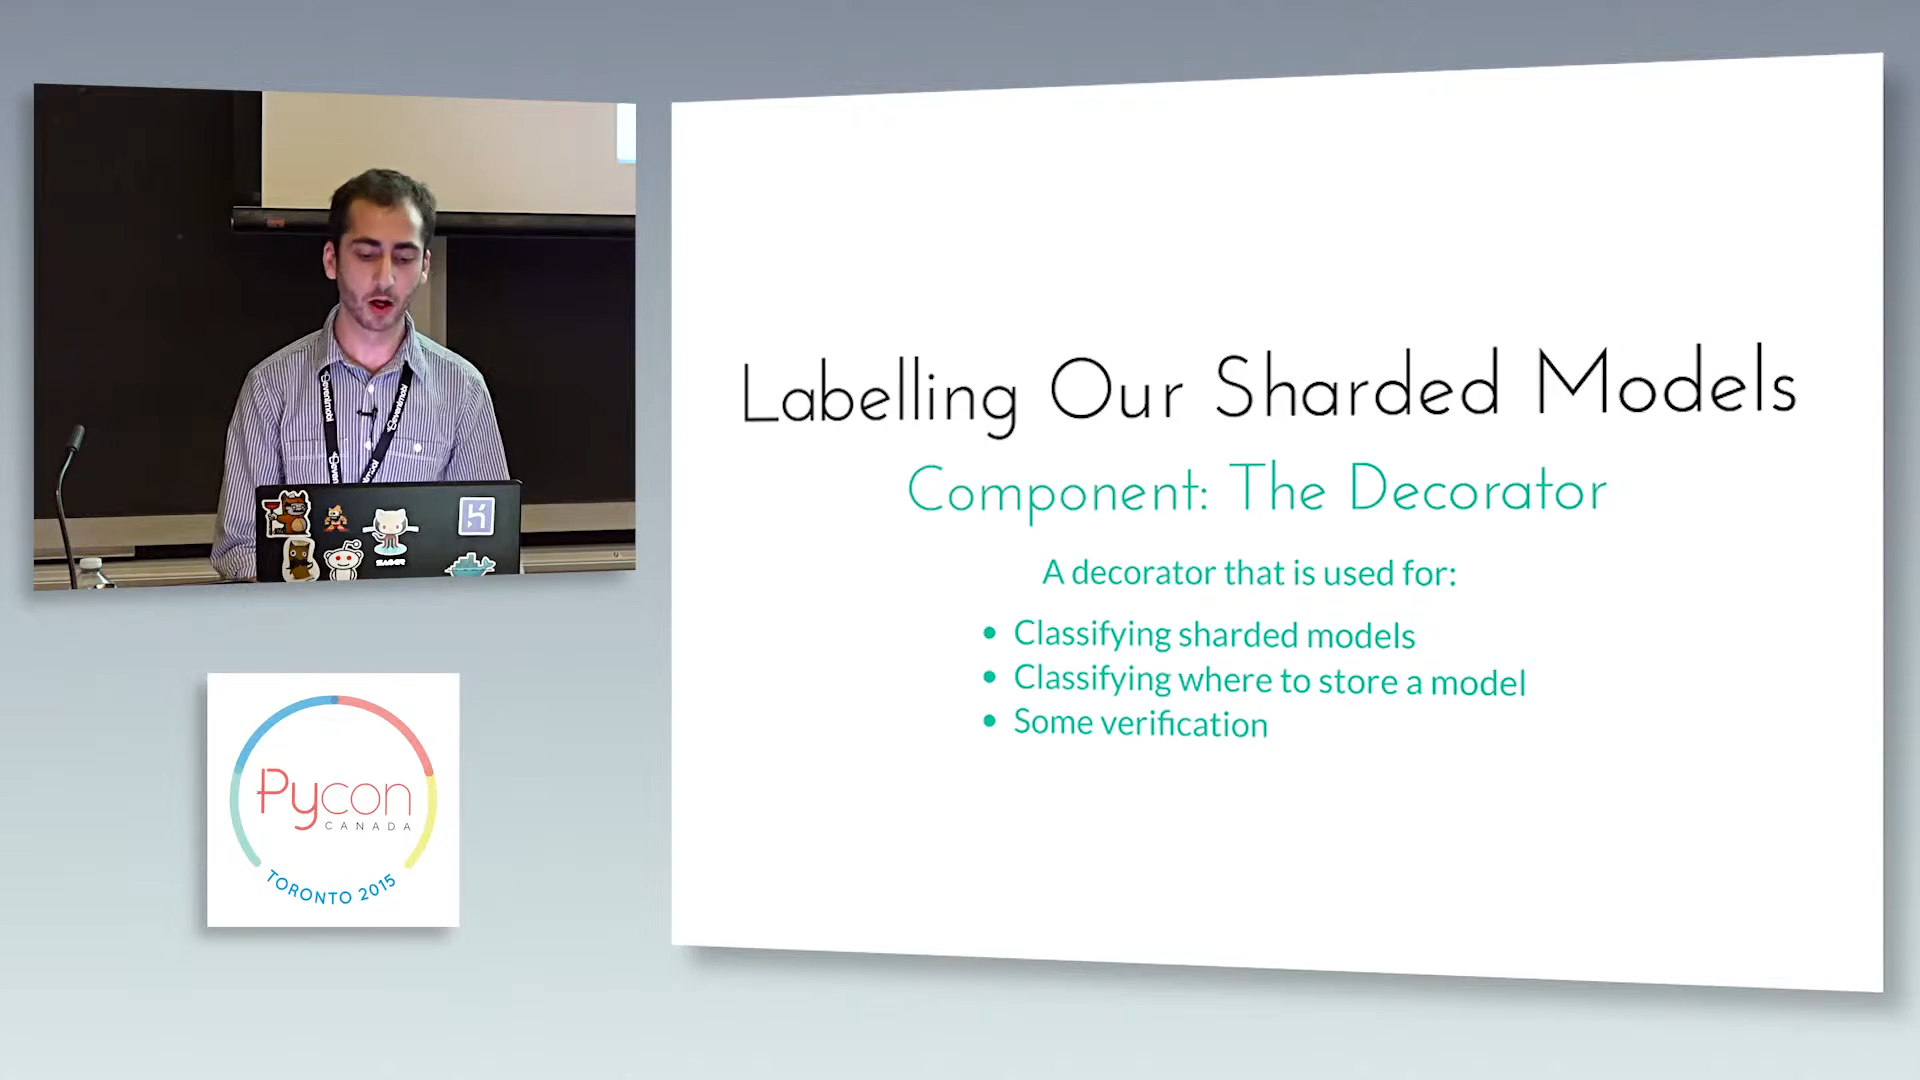 Labelling Our Sharded Models
Component: The Decorator
A decorator that is used for:
• Classifying sharded models
• Classifying where to store a model
• Some verification
Pycon
CANADA
TORONTO 2015